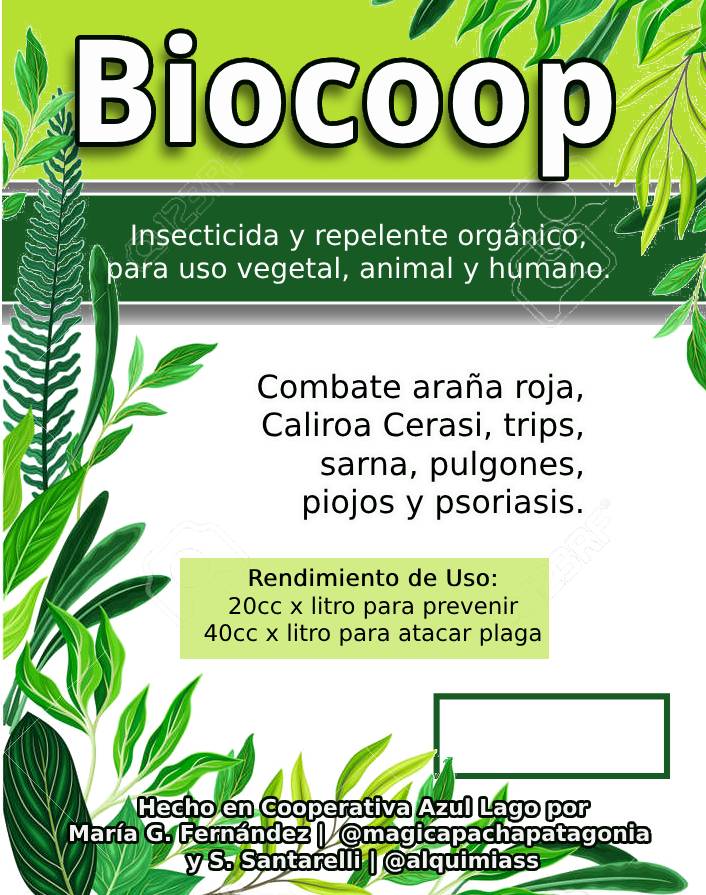 Biocoop
Insecticida y repelente orgánico,
para uso vegetal, animal y humano.
Combate araña roja,
Caliroa Cerasi, trips,
sarna, pulgones,
piojos y psoriasis.
Rendimiento de Uso:
20cc x litro para prevenir
40cc x litro para atacar plaga
Hecho en Cooperativa Azul Lago por
María G. Fernández | @magicapachapatagonia
y S. Santarelli | @alquimiass